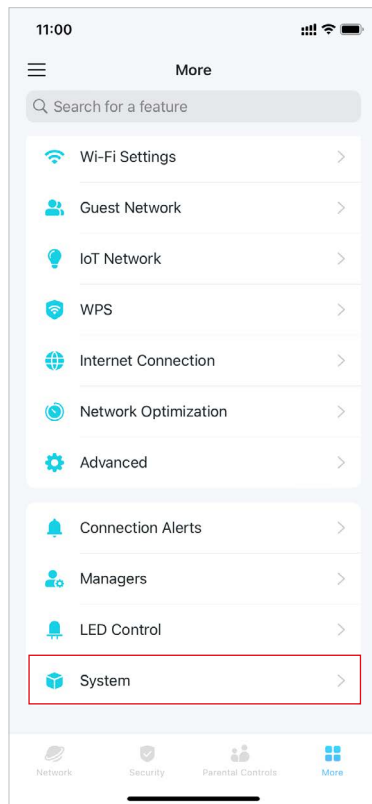 11:00
More
Search for a feature
Wi-Fi Settings
Guest Network
IoT Network
WPS
Internet Connection
Network Optimization
Advanced
Connection Alerts
Managers
LED Control
System
Network Security Parental Controls More